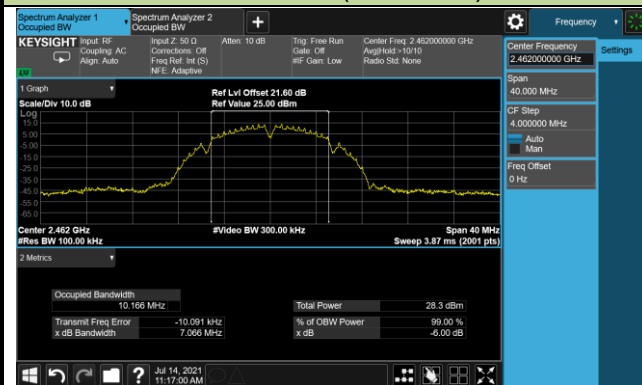 Spectrum Analyzer 1
Occupied BW
Spectrum Analyzer 2
Occupied BW
+
Frequency
KEYSIGHT
Input: RF
Coupling: AC
Align: Auto
Input Z: 50 Ω
Corrections: Off
Freq Ref: Int (S)
NFE: Adaptive
Atten: 10 dB
Trig: Free Run
Gate: Off
#IF Gain: Low
Center Freq: 2.462000000 GHz
Avg|Hold:>10/10
Radio Std: None
LU
Center Frequency
2.462000000 GHz
Settings
Span
40.000 MHz
CF Step
4.000000 MHz
Auto
Man
Freq Offset
0 Hz
1 Graph
Scale/Div 10.0 dB
Ref Lvl Offset 21.60 dB
Ref Value 25.00 dBm
Log
15.0
5.00
-5.00
-15.0
-25.0
-35.0
-45.0
-55.0
-65.0
Center 2.462 GHz
#Video BW 300.00 kHz
Span 40 MHz
#Res BW 100.00 kHz
Sweep 3.87 ms (2001 pts)
2 Metrics
Occupied Bandwidth
10.166 MHz
Total Power 28.3 dBm
Transmit Freq Error -10.091 kHz
% of OBW Power 99.00 %
x dB Bandwidth 7.066 MHz
x dB -6.00 dB
?
Jul 14, 2021
11:17:00 AM